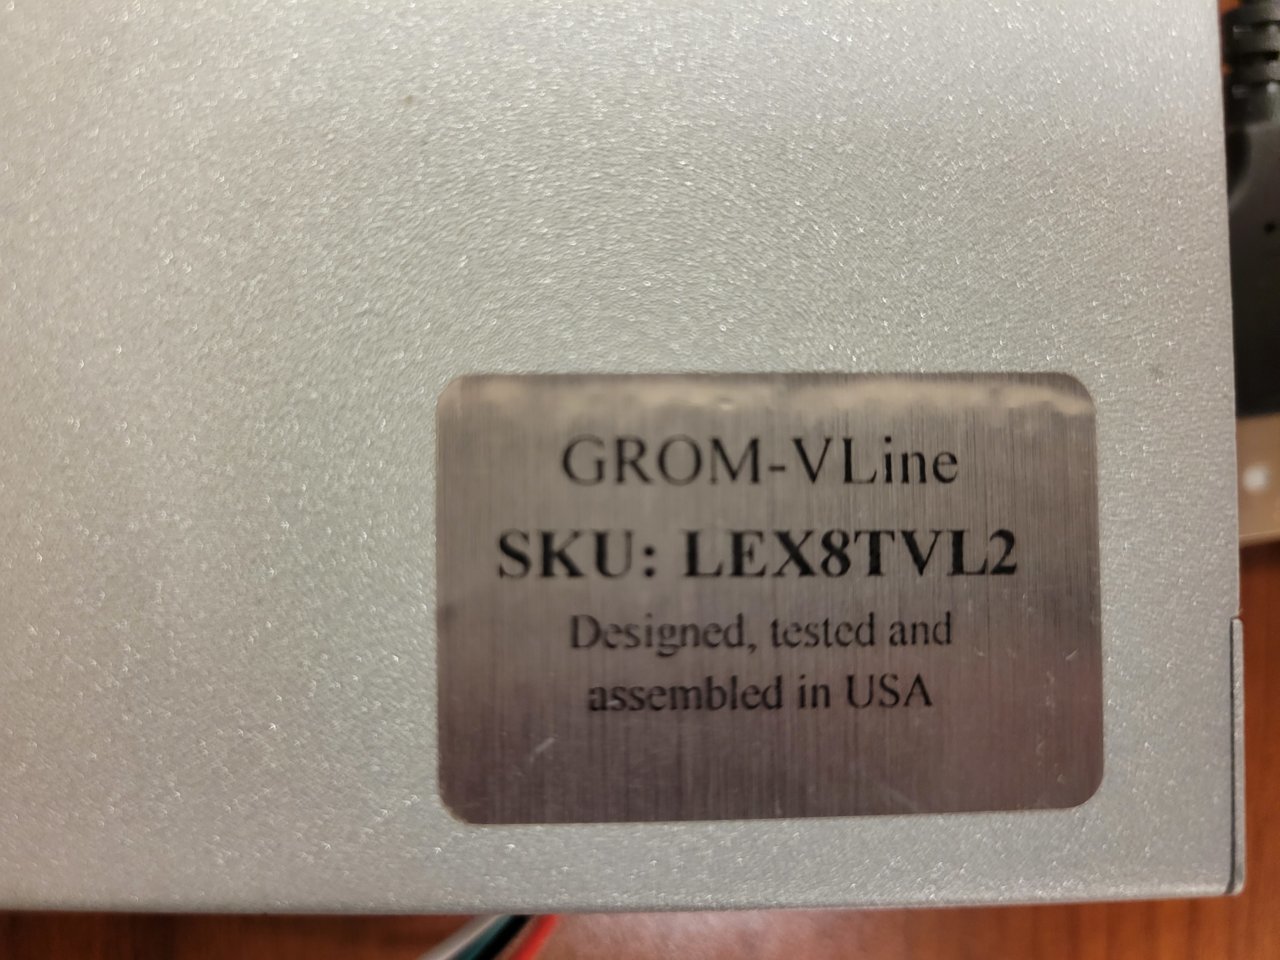 GROM-VLine
SKU: LEX8TVL2
Designed, tested and
assembled in USA